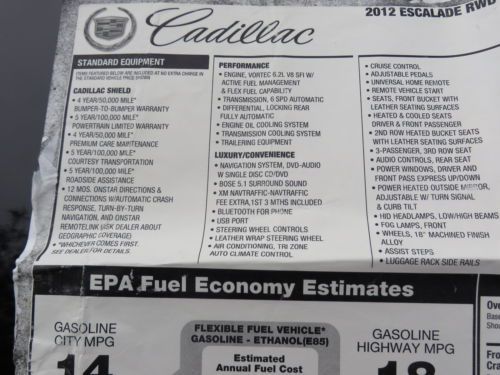 Cadillac
2012 ESCALADE RWD
STANDARD EQUIPMENT
ITEMS FEATURED BELOW ARE INCLUDED AT NO EXTRA CHARGE IN
THE STANDARD VEHICLE PRICE SHOWN
CADILLAC SHIELD
• 4 YEAR/50,000 MILE*
BUMPER-TO-BUMPER WARRANTY
• 5 YEAR/100,000 MILE*
POWERTRAIN LIMITED WARRANTY
• 4 YEAR/50,000 MILE*
PREMIUM CARE MAINTENANCE
• 5 YEAR/100,000 MILE*
COURTESY TRANSPORTATION
• 5 YEAR/100,000 MILE*
ROADSIDE ASSISTANCE
• 12 MOS. ONSTAR DIRECTIONS &
CONNECTIONS W/AUTOMATIC CRASH
RESPONSE, TURN-BY-TURN
NAVIGATION, AND ONSTAR
REMOTELINK (ASK DEALER ABOUT
GEOGRAPHIC COVERAGE)
• *WHICHEVER COMES FIRST.
SEE DEALER FOR DETAILS.
PERFORMANCE
• ENGINE, VORTEC 6.2L V8 SFI W/
ACTIVE FUEL MANAGEMENT
& FLEX FUEL CAPABILITY
• TRANSMISSION, 6 SPD AUTOMATIC
• DIFFERENTIAL, LOCKING REAR
FULLY AUTOMATIC
• ENGINE OIL COOLING SYSTEM
• TRANSMISSION COOLING SYSTEM
• TRAILERING EQUIPMENT
LUXURY/CONVENIENCE
• NAVIGATION SYSTEM, DVD-AUDIO
W SINGLE DISC CD/DVD
• BOSE 5.1 SURROUND SOUND
• XM NAVTRAFFIC-NAVTRAFFIC
FEE EXTRA,1ST 3 MTHS INCLUDED
• BLUETOOTH FOR PHONE
• USB PORT
• STEERING WHEEL CONTROLS
• LEATHER WRAP STEERING WHEEL
• AIR CONDITIONING, TRI ZONE
AUTO CLIMATE CONTROL
• CRUISE CONTROL
• ADJUSTABLE PEDALS
• UNIVERSAL HOME REMOTE
• REMOTE VEHICLE START
• SEATS, FRONT BUCKET WITH
LEATHER SEATING SURFACES
• HEATED & COOLED SEATS
DRIVER & FRONT PASSENGER
• 2ND ROW HEATED BUCKET SEATS
WITH LEATHER SEATING SURFACES
• 3-PASSENGER, 3RD ROW SEAT
• AUDIO CONTROLS, REAR SEAT
• POWER WINDOWS, DRIVER AND
FRONT PASS EXPRESS UP/DOWN
• POWER HEATED OUTSIDE MIRROR,
ADJUSTABLE W/ TURN SIGNAL
& CURB TILT
• HID HEADLAMPS, LOW/HIGH BEAMS
• FOG LAMPS, FRONT
• WHEELS, 18" MACHINED FINISH
ALLOY
• ASSIST STEPS
• LUGGAGE RACK SIDE RAILS
EPA Fuel Economy Estimates
GASOLINE
CITY MPG
14
FLEXIBLE FUEL VEHICLE*
GASOLINE - ETHANOL(E85)
Estimated
Annual Fuel Cost
GASOLINE
HIGHWAY MPG
18